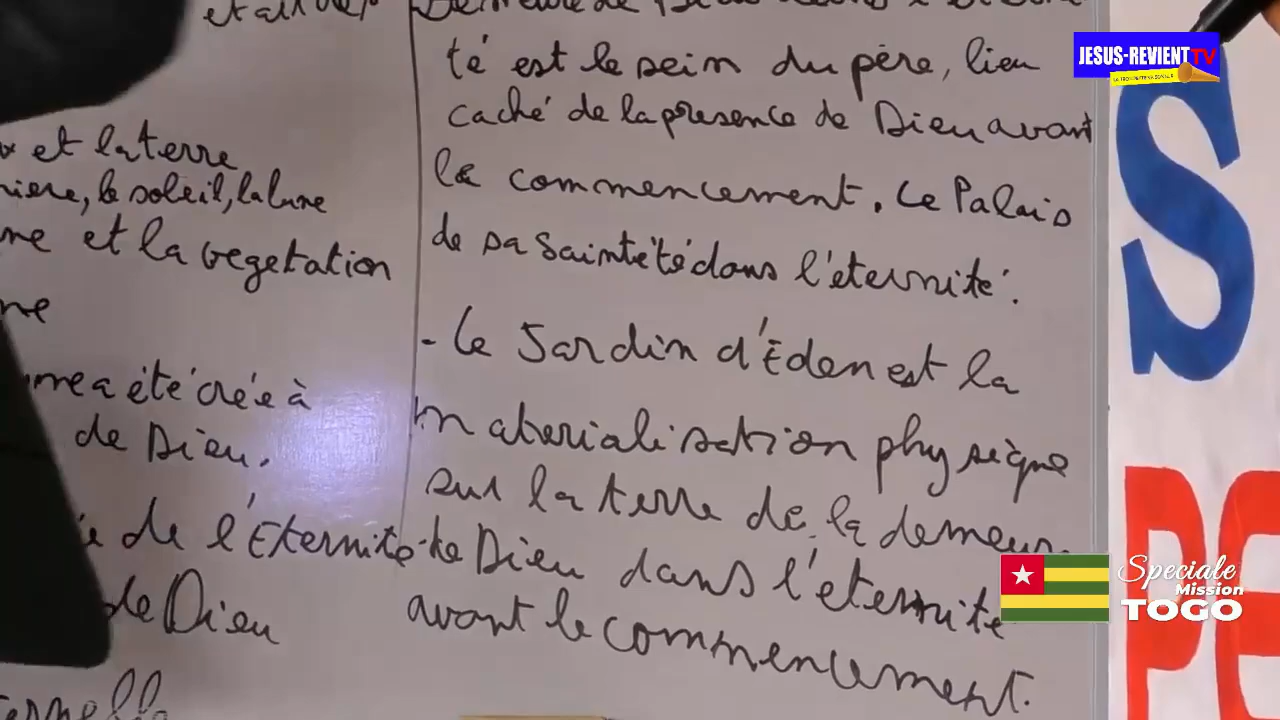 et
té est le sein du père, lieu
caché de la presence de Dieu avant
le commencement. Le Palais
de sa Sainteté dans l'éternité.
- Le Jardin d'Éden est la
materialisation physique
sur la terre de la demeure
de Dieu dans l'éternité
avant le commencement.
et la terre
le soleil, la lune
et la vegetation
a été créé à
de Dieu.
de l'Éternité
de Dieu
JESUS-REVIENT TV
Speciale
Mission
TOGO
S
PE